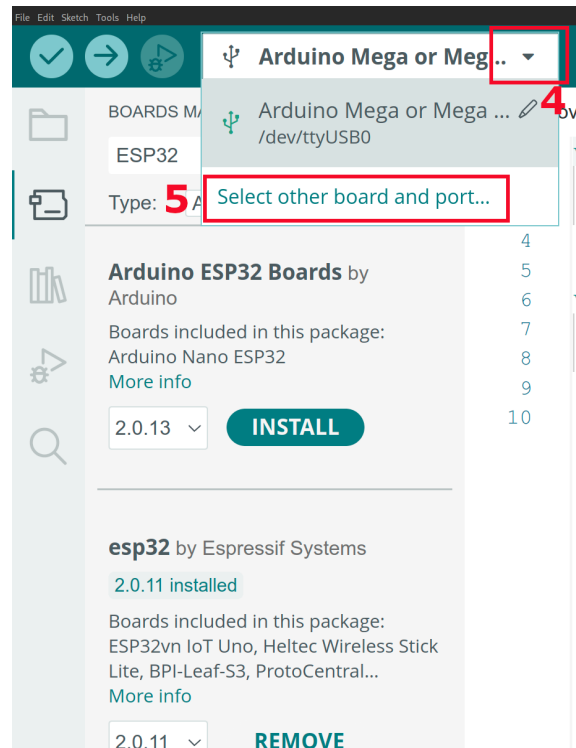 File Edit Sketch Tools Help
Arduino Mega or Meg...
4
BOARDS MA
Arduino Mega or Mega ...
/dev/ttyUSB0
ov
ESP32
Type:
5
A
Select other board and port...
4
5
6
7
8
9
10
Arduino ESP32 Boards by
Arduino
Boards included in this package:
Arduino Nano ESP32
More info
2.0.13
INSTALL
esp32 by Espressif Systems
2.0.11 installed
Boards included in this package:
ESP32vn IoT Uno, Heltec Wireless Stick
Lite, BPI-Leaf-S3, ProtoCentral...
More info
2.0.11
REMOVE